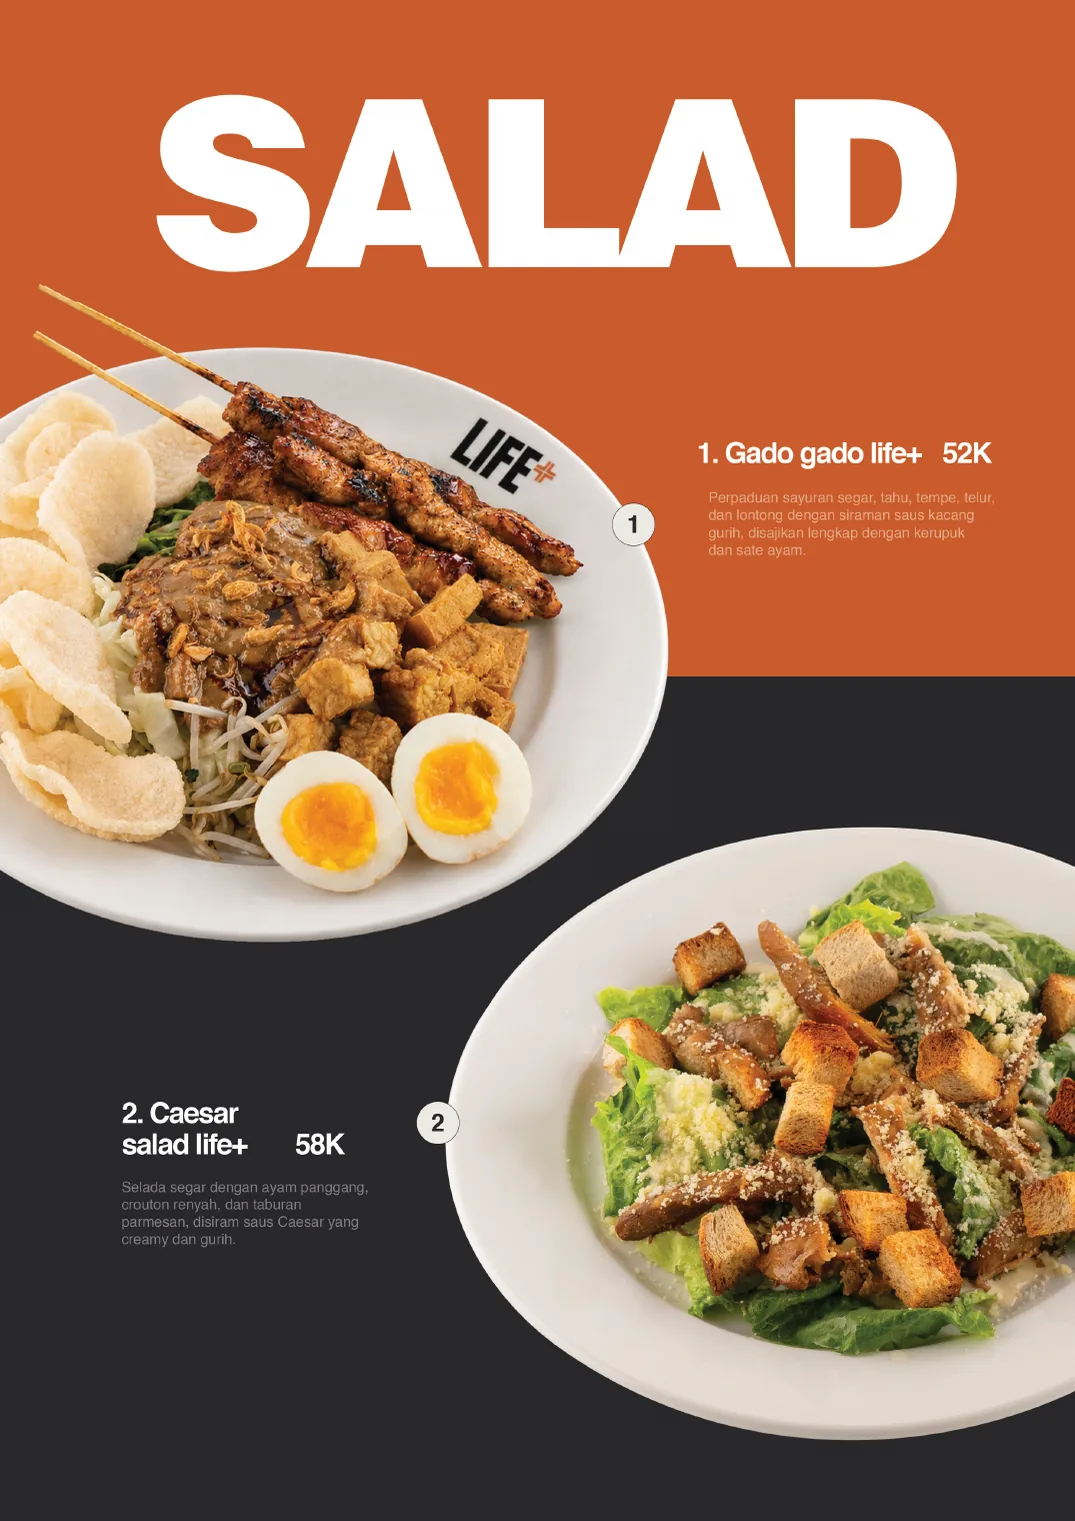 SALAD
LIFE+
1. Gado gado life+ 52K
1
Perpaduan sayuran segar, tahu, tempe, telur,
dan lontong dengan siraman saus kacang
gurih, disajikan lengkap dengan kerupuk
dan sate ayam.
2. Caesar
salad life+ 58K
2
Selada segar dengan ayam panggang,
crouton renyah, dan taburan
parmesan, disiram saus Caesar yang
creamy dan gurih.